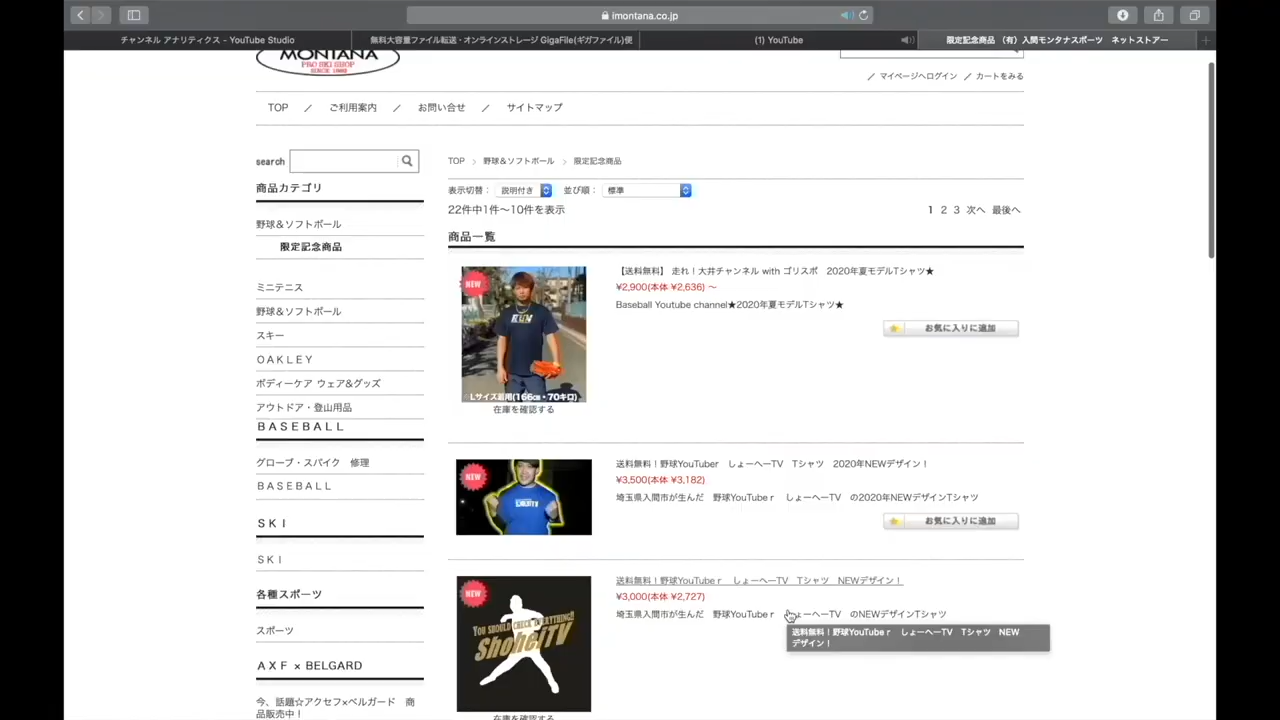 imontana.co.jp
チャンネル アナリティクス - YouTube Studio
無料大容量ファイル転送・オンラインストレージ GigaFile(ギガファイル)便
(1) YouTube
限定記念商品 （有）入間モンタナスポーツ ネットストアー
MONTANA
PRO SKI SHOP
／ マイページへログイン ／ カートをみる
TOP ／ ご利用案内 ／ お問い合せ ／ サイトマップ
search
TOP > 野球＆ソフトボール > 限定記念商品
商品カテゴリ
表示切替： 説明付き 並び順： 標準
22件中1件〜10件を表示
1 2 3 次へ 最後へ
野球＆ソフトボール
限定記念商品
ミニテニス
野球＆ソフトボール
スキー
ＯＡＫＬＥＹ
ボディーケア ウェア&グッズ
アウトドア・登山用品
ＢＡＳＥＢＡＬＬ
グローブ・スパイク 修理
ＢＡＳＥＢＡＬＬ
ＳＫＩ
ＳＫＩ
各種スポーツ
スポーツ
ＡＸＦ × BELGARD
今、話題☆アクセフ×ベルガード 商
品販売中！
商品一覧
NEW
RUN
Lサイズ着用(166㎝・70キロ)
在庫を確認する
【送料無料】 走れ！大井チャンネル with ゴリスポ 2020年夏モデルTシャツ★
¥2,900(本体 ¥2,636) 〜
Baseball Youtube channel★2020年夏モデルTシャツ★
お気に入りに追加
NEW
送料無料！野球YouTuber しょーへーTV Tシャツ 2020年NEWデザイン！
¥3,500(本体 ¥3,182)
埼玉県入間市が生んだ 野球YouTubeｒ しょーへーTV の2020年NEWデザインTシャツ
お気に入りに追加
NEW
YOU SHOULD CHECK EVERYTHING!!
ShoheiTV
在庫を確認する
送料無料！野球YouTubeｒ しょーへーTV Tシャツ NEWデザイン！
¥3,000(本体 ¥2,727)
埼玉県入間市が生んだ 野球YouTubeｒ しょーへーTV のNEWデザインTシャツ
送料無料！野球YouTubeｒ しょーへーTV Tシャツ NEW
デザイン！